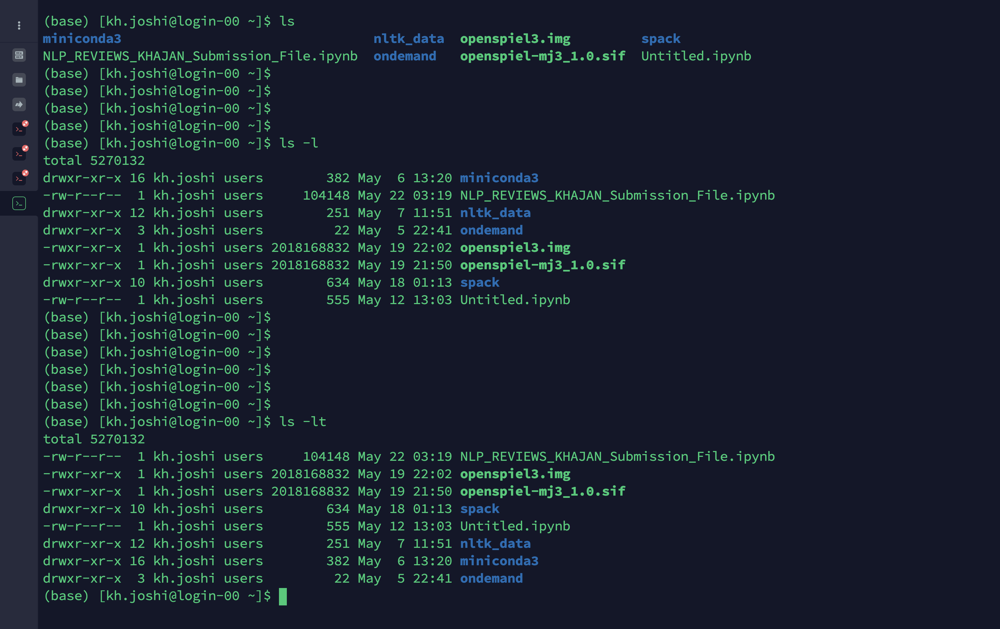 (base) [kh.joshi@login-00 ~]$ ls
miniconda3                                nltk_data  openspiel3.img         spack
NLP_REVIEWS_KHAJAN_Submission_File.ipynb  ondemand   openspiel-mj3_1.0.sif  Untitled.ipynb
(base) [kh.joshi@login-00 ~]$
(base) [kh.joshi@login-00 ~]$
(base) [kh.joshi@login-00 ~]$
(base) [kh.joshi@login-00 ~]$
(base) [kh.joshi@login-00 ~]$ ls -l
total 5270132
drwxr-xr-x 16 kh.joshi users        382 May  6 13:20 miniconda3
-rw-r--r--  1 kh.joshi users     104148 May 22 03:19 NLP_REVIEWS_KHAJAN_Submission_File.ipynb
drwxr-xr-x 12 kh.joshi users        251 May  7 11:51 nltk_data
drwxr-xr-x  3 kh.joshi users         22 May  5 22:41 ondemand
-rwxr-xr-x  1 kh.joshi users 2018168832 May 19 22:02 openspiel3.img
-rwxr-xr-x  1 kh.joshi users 2018168832 May 19 21:50 openspiel-mj3_1.0.sif
drwxr-xr-x 10 kh.joshi users        634 May 18 01:13 spack
-rw-r--r--  1 kh.joshi users        555 May 12 13:03 Untitled.ipynb
(base) [kh.joshi@login-00 ~]$
(base) [kh.joshi@login-00 ~]$
(base) [kh.joshi@login-00 ~]$
(base) [kh.joshi@login-00 ~]$
(base) [kh.joshi@login-00 ~]$
(base) [kh.joshi@login-00 ~]$
(base) [kh.joshi@login-00 ~]$ ls -lt
total 5270132
-rw-r--r--  1 kh.joshi users     104148 May 22 03:19 NLP_REVIEWS_KHAJAN_Submission_File.ipynb
-rwxr-xr-x  1 kh.joshi users 2018168832 May 19 22:02 openspiel3.img
-rwxr-xr-x  1 kh.joshi users 2018168832 May 19 21:50 openspiel-mj3_1.0.sif
drwxr-xr-x 10 kh.joshi users        634 May 18 01:13 spack
-rw-r--r--  1 kh.joshi users        555 May 12 13:03 Untitled.ipynb
drwxr-xr-x 12 kh.joshi users        251 May  7 11:51 nltk_data
drwxr-xr-x 16 kh.joshi users        382 May  6 13:20 miniconda3
drwxr-xr-x  3 kh.joshi users         22 May  5 22:41 ondemand
(base) [kh.joshi@login-00 ~]$